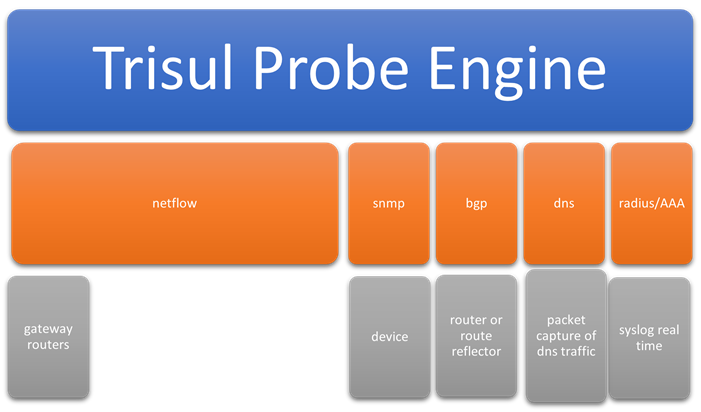 Trisul Probe Engine
netflow
snmp
bgp
dns
radius/AAA
gateway
routers
device
router or
route
reflector
packet
capture of
dns traffic
syslog real
time